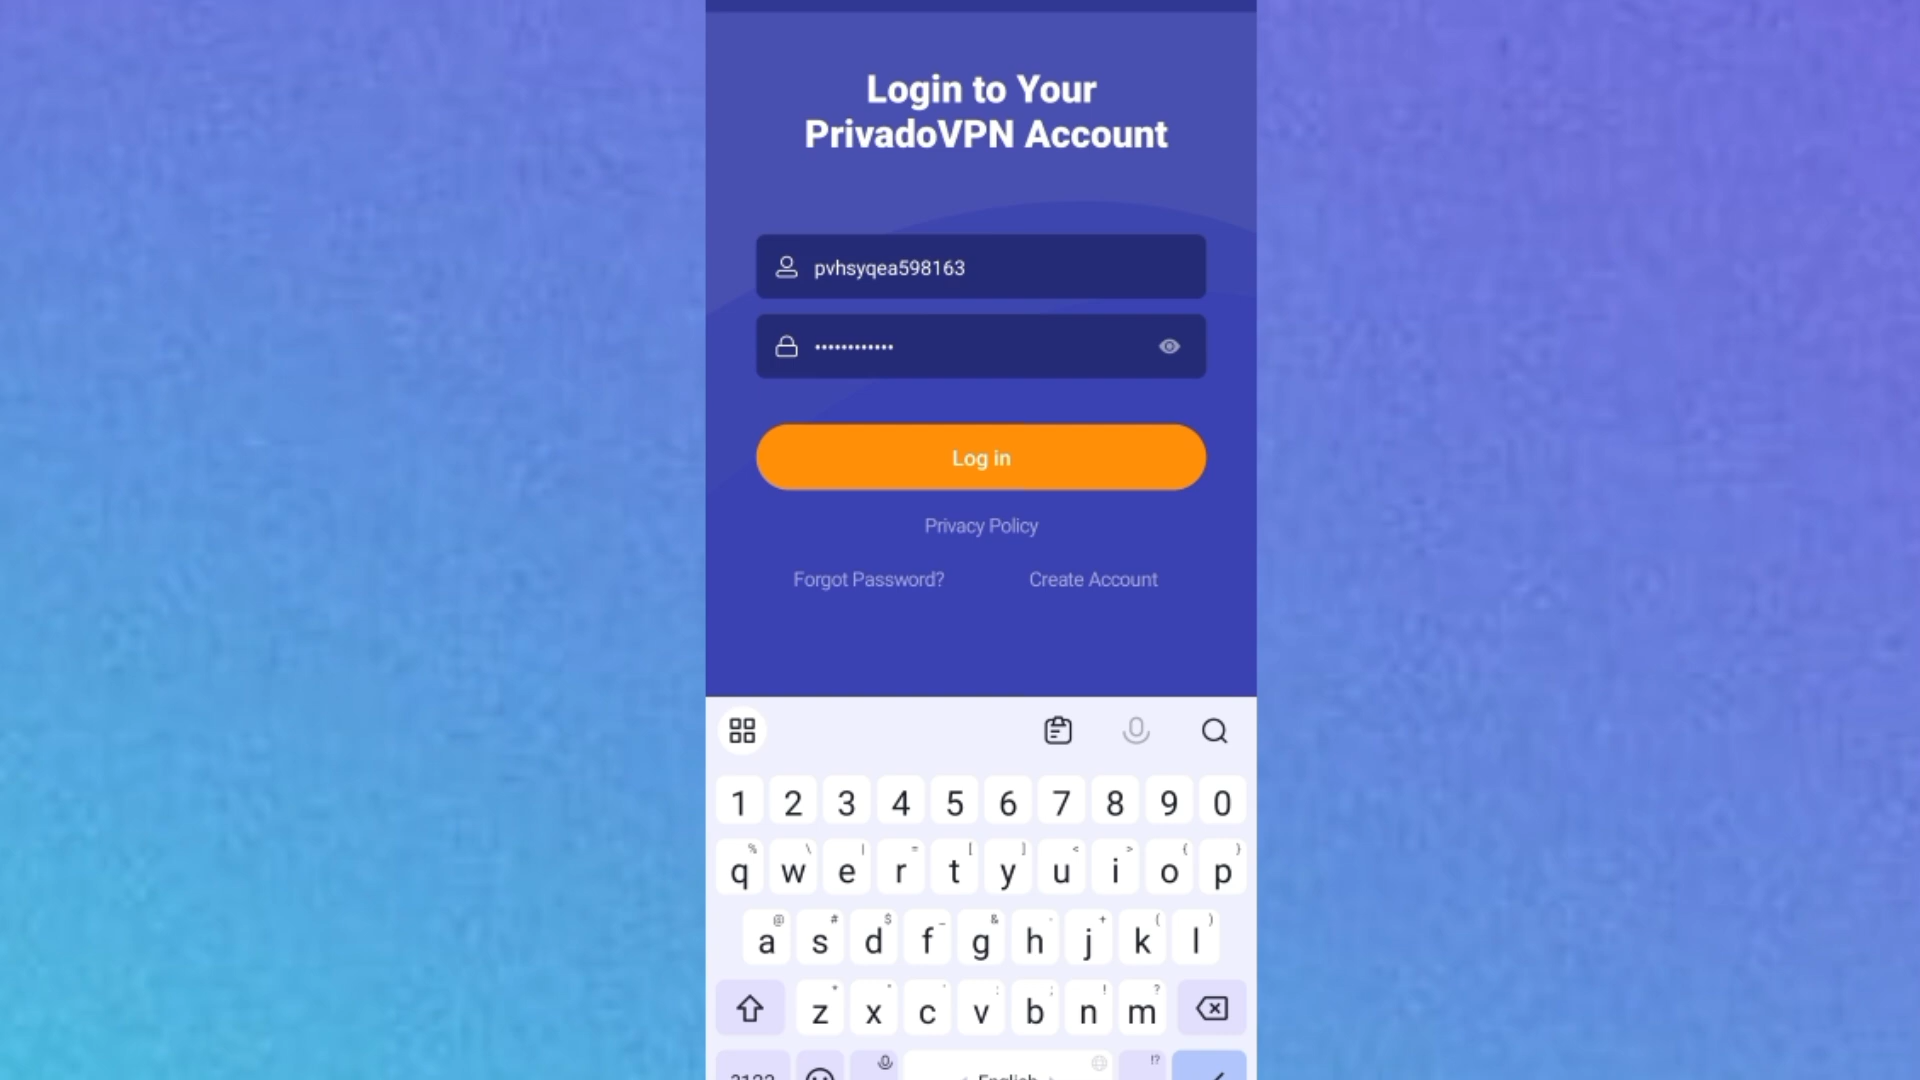 Login to Your
PrivadoVPN Account
pvhsyqea598163
••••••••••••
Log in
Privacy Policy
Forgot Password? Create Account
1 2 3 4 5 6 7 8 9 0
% \ | = [ ] < > { }
q w e r t y u i o p
@ # $ _ & - + ( )
a s d f g h j k l
* " ' : ; ! ?
z x c v b n m
!?
English